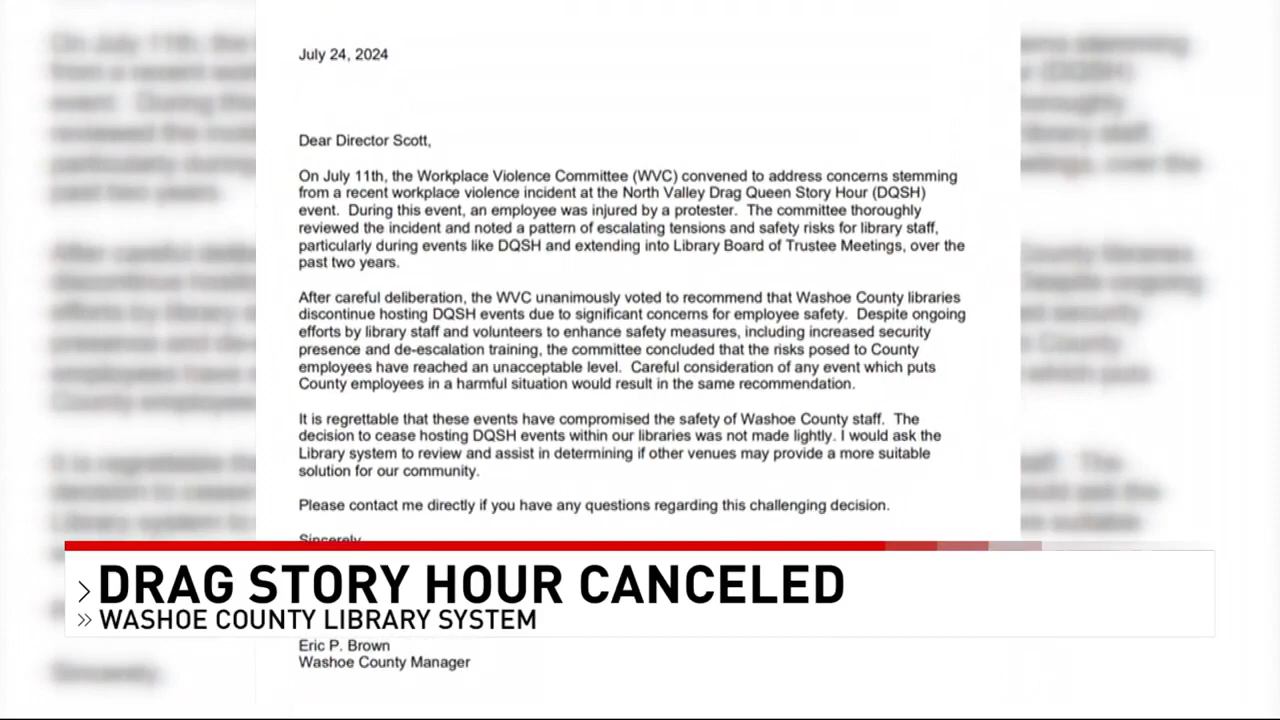 July 24, 2024
Dear Director Scott,
On July 11th, the Workplace Violence Committee (WVC) convened to address concerns stemming
from a recent workplace violence incident at the North Valley Drag Queen Story Hour (DQSH)
event.  During this event, an employee was injured by a protester.  The committee thoroughly
reviewed the incident and noted a pattern of escalating tensions and safety risks for library staff,
particularly during events like DQSH and extending into Library Board of Trustee Meetings, over the
past two years.
After careful deliberation, the WVC unanimously voted to recommend that Washoe County libraries
discontinue hosting DQSH events due to significant concerns for employee safety.  Despite ongoing
efforts by library staff and volunteers to enhance safety measures, including increased security
presence and de-escalation training, the committee concluded that the risks posed to County
employees have reached an unacceptable level.  Careful consideration of any event which puts
County employees in a harmful situation would result in the same recommendation.
It is regrettable that these events have compromised the safety of Washoe County staff.  The
decision to cease hosting DQSH events within our libraries was not made lightly. I would ask the
Library system to review and assist in determining if other venues may provide a more suitable
solution for our community.
Please contact me directly if you have any questions regarding this challenging decision.
Sincerely,
DRAG STORY HOUR CANCELED
WASHOE COUNTY LIBRARY SYSTEM
Eric P. Brown
Washoe County Manager